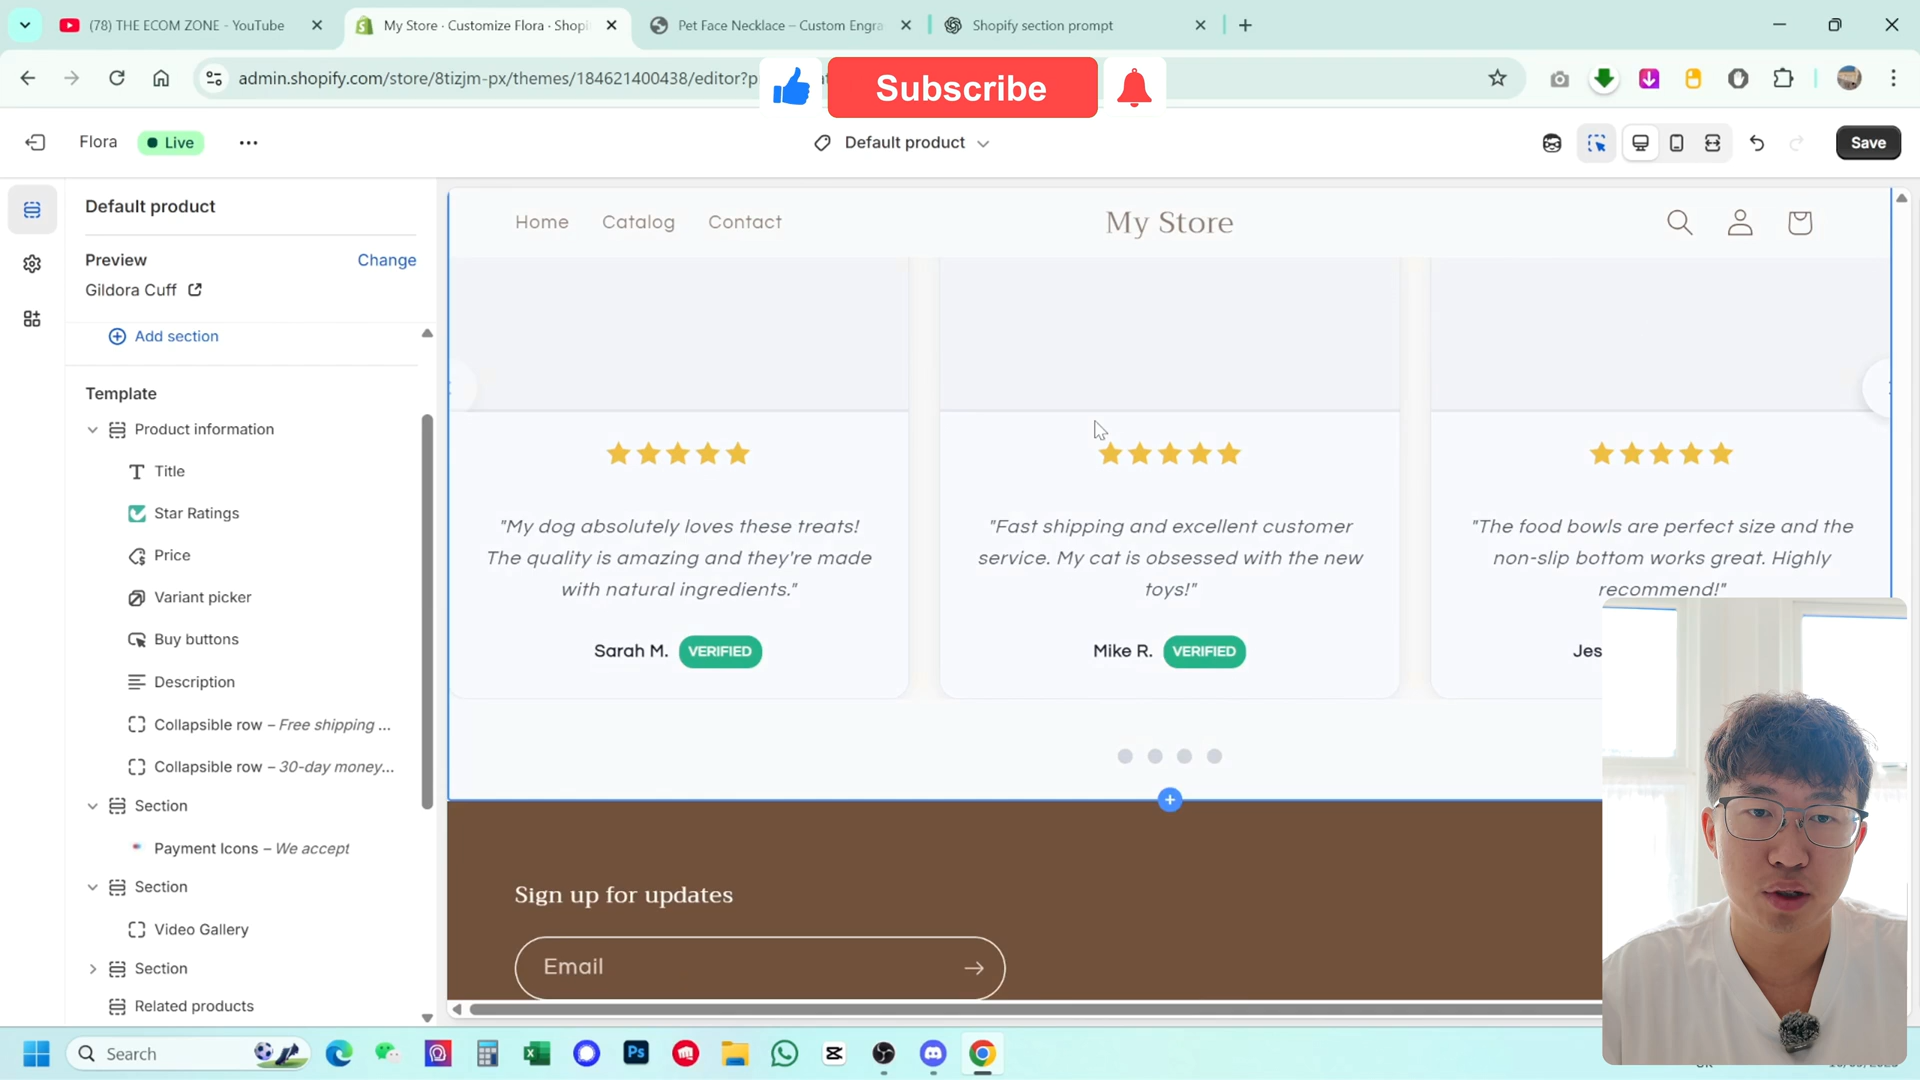 (78) THE ECOM ZONE - YouTube
My Store · Customize Flora · Shopi
Pet Face Necklace – Custom Engra
Shopify section prompt
admin.shopify.com/store/8tizjm-px/themes/184621400438/editor?p
Subscribe
Flora
Live
Default product
Save
Default product
Preview
Change
Gildora Cuff
Add section
Template
Product information
Title
Star Ratings
Price
Variant picker
Buy buttons
Description
Collapsible row – Free shipping ...
Collapsible row – 30-day money...
Section
Payment Icons – We accept
Section
Video Gallery
Section
Related products
Home
Catalog
Contact
My Store
"My dog absolutely loves these treats!
The quality is amazing and they're made
with natural ingredients."
Sarah M.
VERIFIED
"Fast shipping and excellent customer
service. My cat is obsessed with the new
toys!"
Mike R.
VERIFIED
"The food bowls are perfect size and the
non-slip bottom works great. Highly
recommend!"
Jes
Sign up for updates
Email
Search
Ps